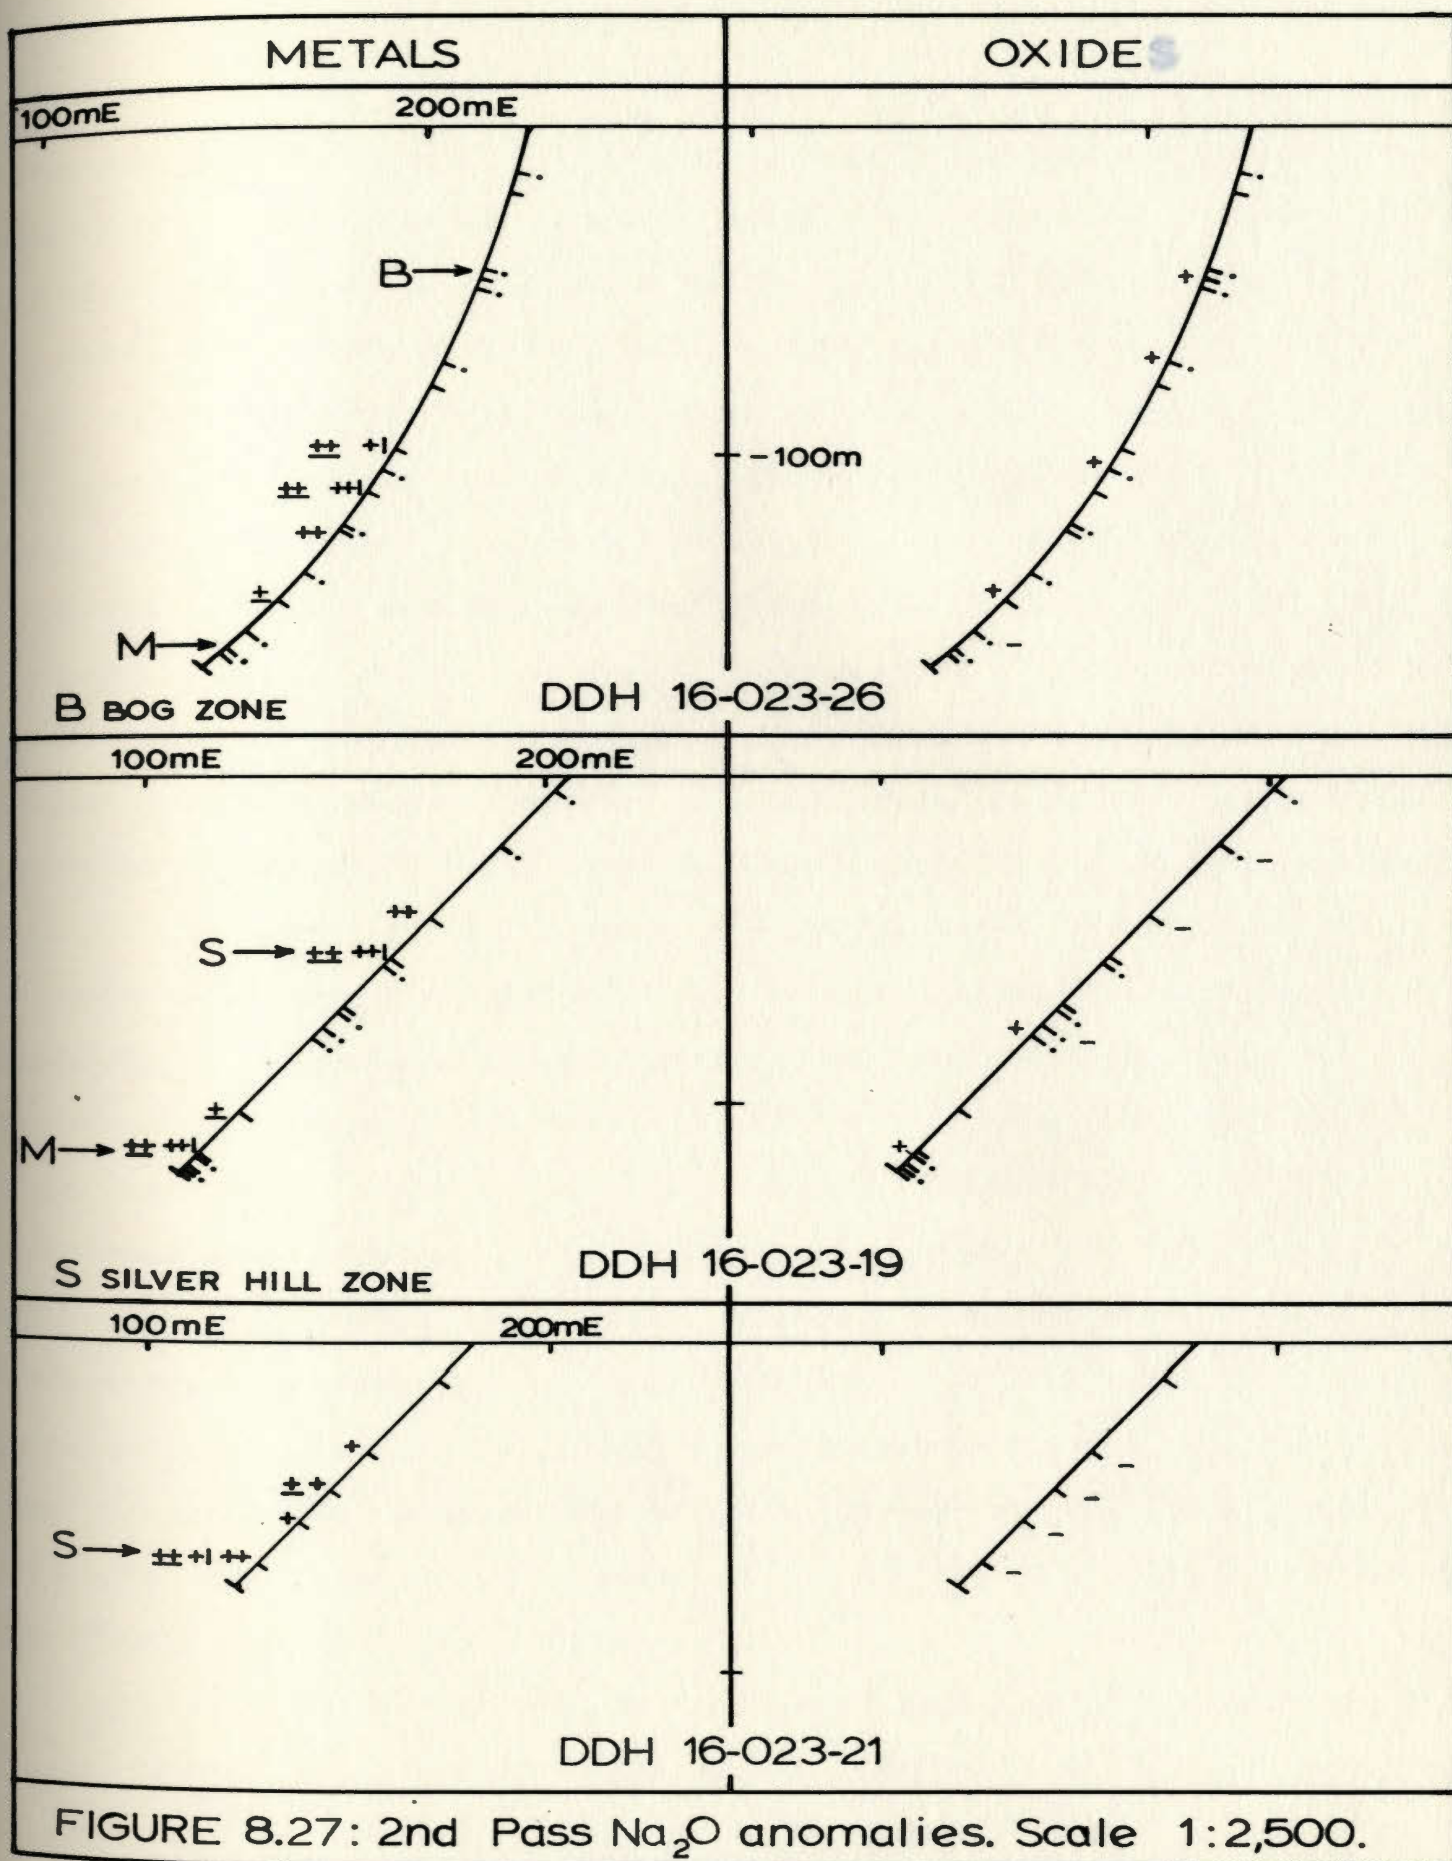 METALS OXIDES
100mE 200mE
B
++ +I
-100m
++ ++I
++
+
M
B BOG ZONE
DDH 16-023-26
100mE 200mE
++
S ++ ++I
+
M ++ ++I
S SILVER HILL ZONE
DDH 16-023-19
100mE 200mE
+
+ +
+
S ++ +I ++
DDH 16-023-21
FIGURE 8.27: 2nd Pass Na₂O anomalies. Scale 1:2,500.